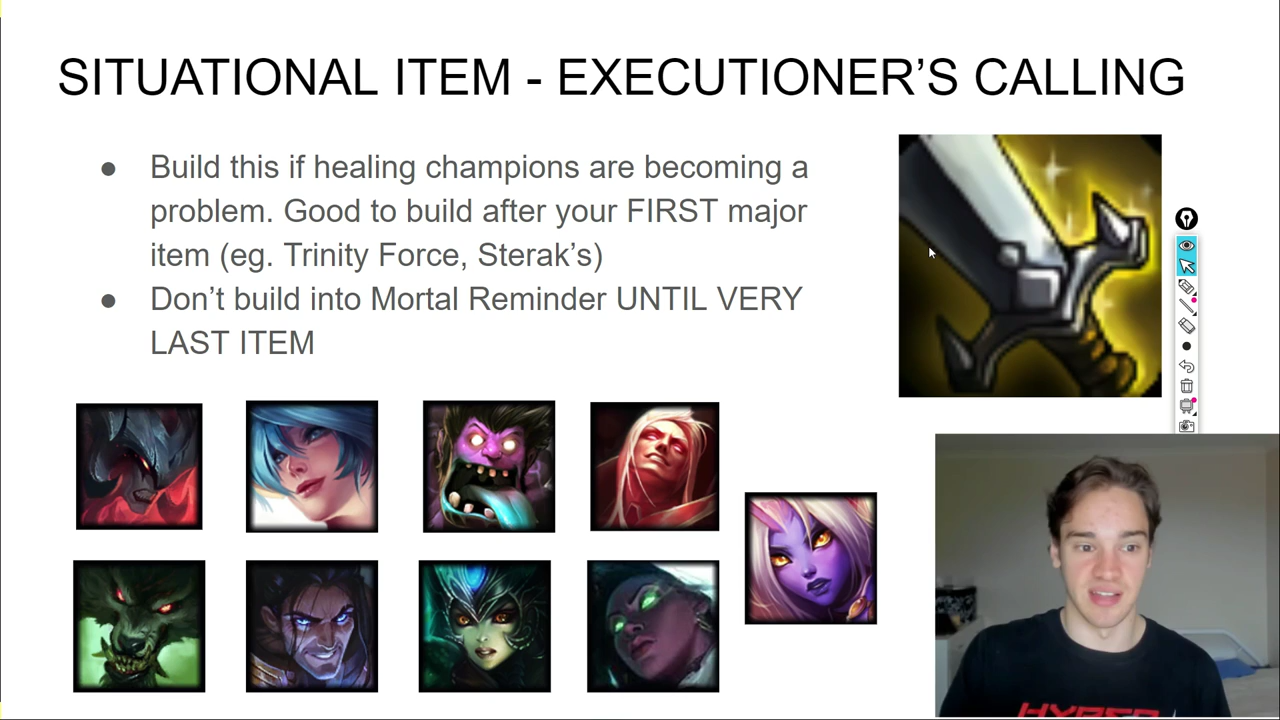 SITUATIONAL ITEM - EXECUTIONER'S CALLING
● Build this if healing champions are becoming a
problem. Good to build after your FIRST major
item (eg. Trinity Force, Sterak's)
● Don't build into Mortal Reminder UNTIL VERY
LAST ITEM